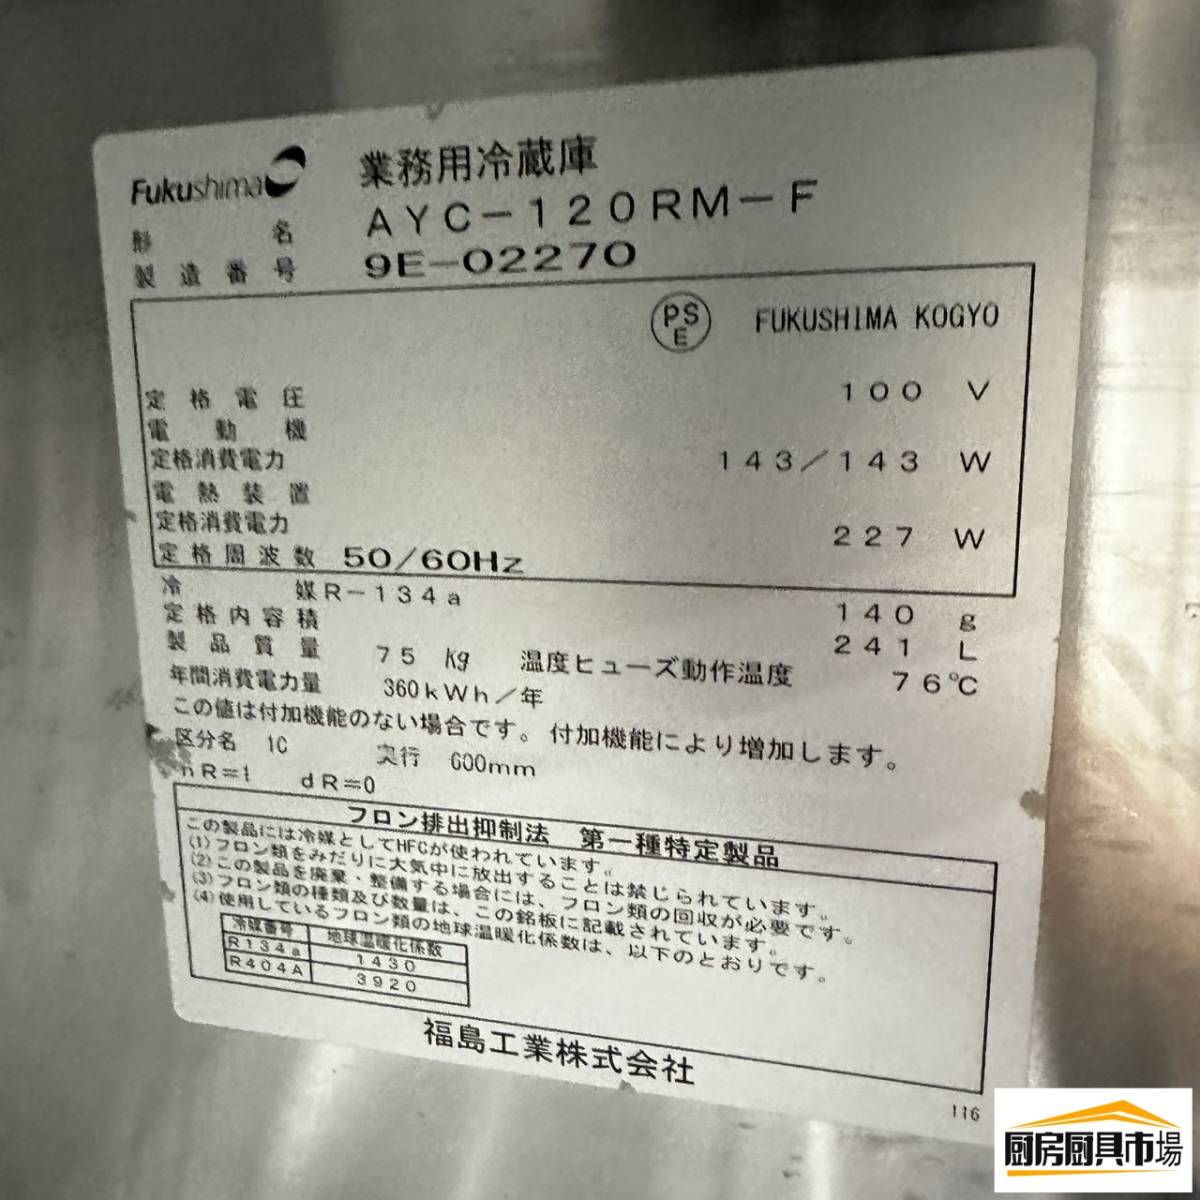 Fukushima 業務用冷蔵庫
形名 AYC-120RM-F
製造番号 9E-02270
PSE FUKUSHIMA KOGYO
定格電圧 100 V
電動機
定格消費電力 143/143 W
電熱装置
定格消費電力 227 W
定格周波数 50/60Hz
冷媒 R-134a 140 g
定格内容積 241 L
製品質量 75 kg 温度ヒューズ動作温度 76℃
年間消費電力量 360kWh/年
この値は付加機能のない場合です。付加機能により増加します。
区分名 1C 奥行 600mm
nR=1 dR=0
フロン排出抑制法 第一種特定製品
この製品には冷媒としてHFCが使われています。
(1)フロン類をみだりに大気中に放出することは禁じられています。
(2)この製品を廃棄・整備する場合には、フロン類の回収が必要です。
(3)フロン類の種類及び数量は、この銘板に記載されています。
(4)使用しているフロン類の地球温暖化係数は、以下のとおりです。
冷媒番号 地球温暖化係数
R134a 1430
R404A 3920
福島工業株式会社
116
厨房厨具市場